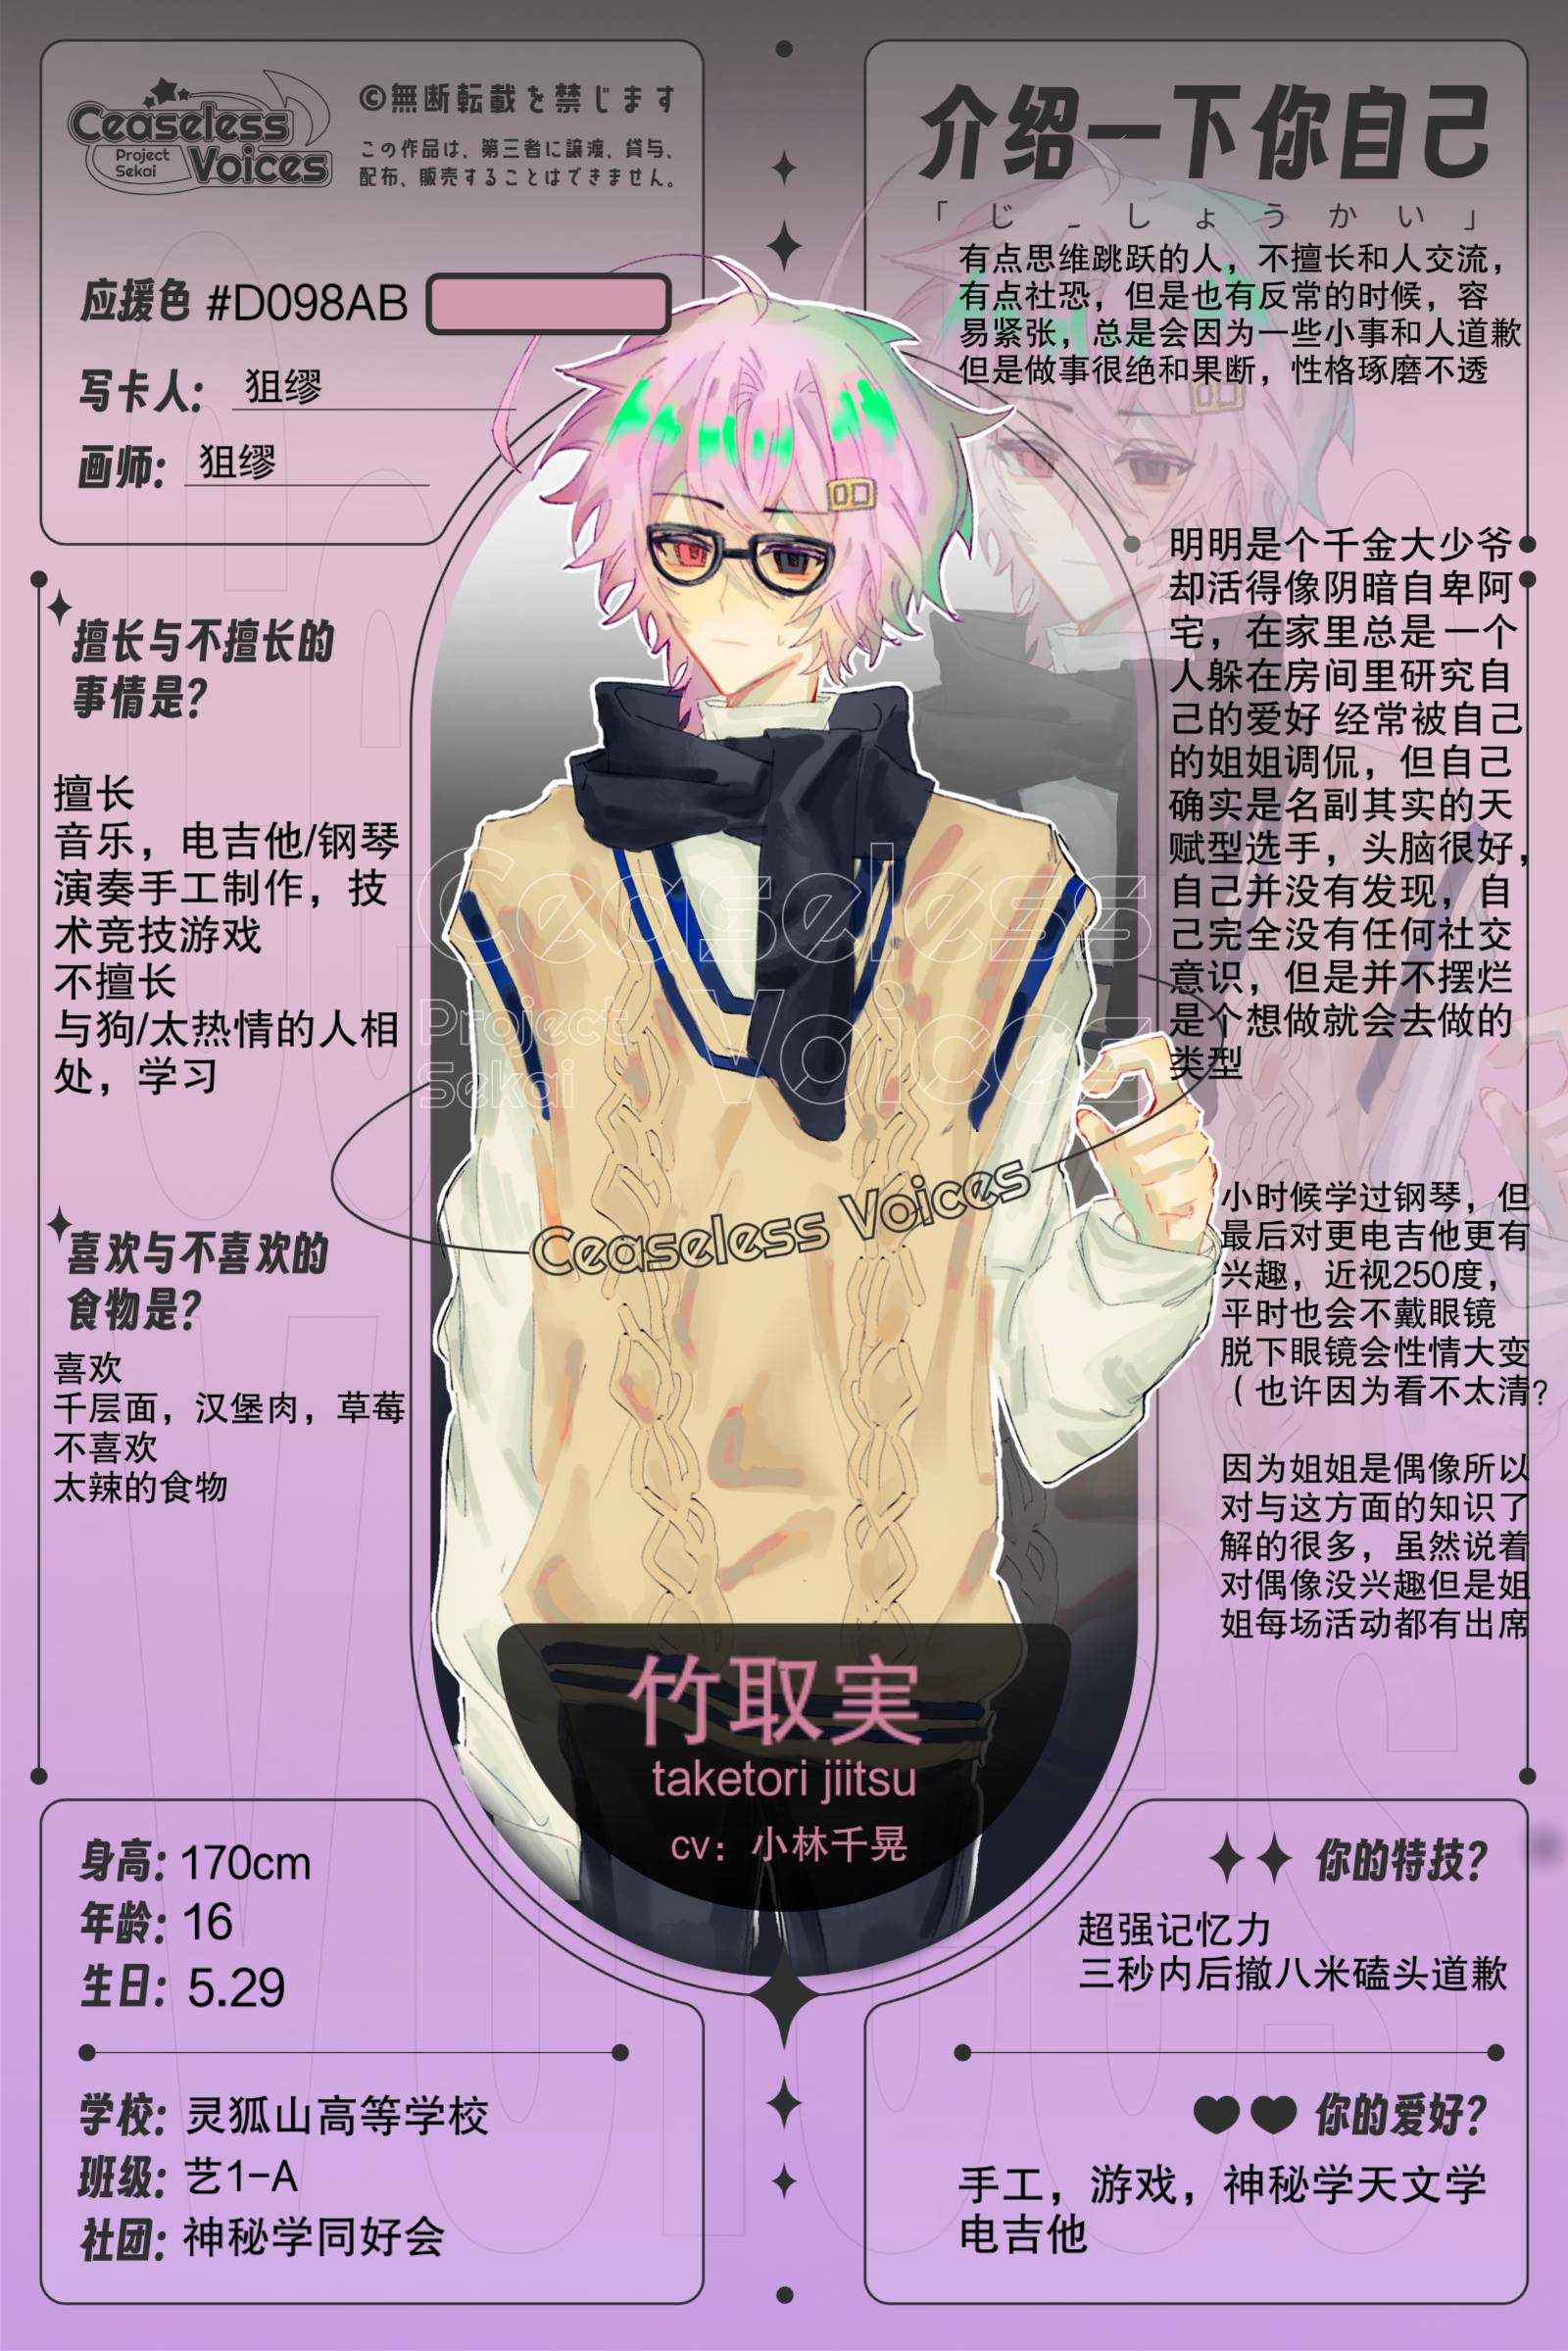 Ceaseless
Project
Sekai
Voices
©無断転載を禁じます
この作品は、第三者に譲渡、貸与、
配布、販売することはできません。
应援色 #D098AB
写卡人: 狙缪
画师: 狙缪
介绍一下你自己
「じこしょうかい」
有点思维跳跃的人，不擅长和人交流，
有点社恐，但是也有反常的时候，容
易紧张，总是会因为一些小事和人道歉
但是做事很绝和果断，性格琢磨不透
擅长与不擅长的
事情是?
擅长
音乐，电吉他/钢琴
演奏手工制作，技
术竞技游戏
不擅长
与狗/太热情的人相
处，学习
喜欢与不喜欢的
食物是?
喜欢
千层面，汉堡肉，草莓
不喜欢
太辣的食物
明明是个千金大少爷
却活得像阴暗自卑阿
宅，在家里总是一个
人躲在房间里研究自
己的爱好 经常被自己
的姐姐调侃，但自己
确实是名副其实的天
赋型选手，头脑很好，
自己并没有发现，自
己完全没有任何社交
意识，但是并不摆烂
是个想做就会去做的
类型
小时候学过钢琴，但
最后对更电吉他更有
兴趣，近视250度，
平时也会不戴眼镜
脱下眼镜会性情大变
（也许因为看不太清?
因为姐姐是偶像所以
对与这方面的知识了
解的很多，虽然说着
对偶像没兴趣但是姐
姐每场活动都有出席
Ceaseless
Project
Sekai
Voices
Ceaseless Voices
竹取実
taketori jiitsu
cv：小林千晃
身高: 170cm
年龄: 16
生日: 5.29
学校: 灵狐山高等学校
班级: 艺1-A
社团: 神秘学同好会
你的特技?
超强记忆力
三秒内后撤八米磕头道歉
你的爱好?
手工，游戏，神秘学天文学
电吉他